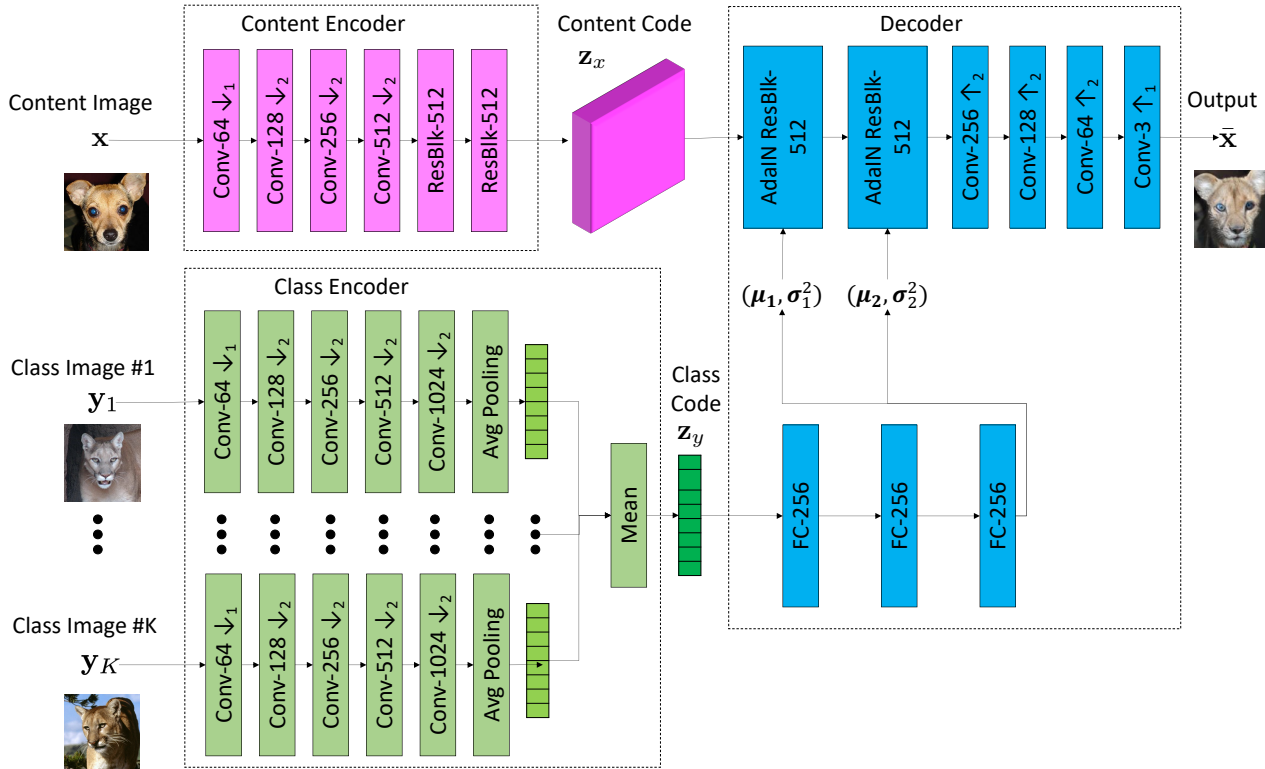 Content Encoder
Content Code
Decoder
𝐳ₓ
Content Image
𝐱
Conv-64 ↓₁
Conv-128 ↓₂
Conv-256 ↓₂
Conv-512 ↓₂
ResBlk-512
ResBlk-512
AdaIN ResBlk-
512
AdaIN ResBlk-
512
Conv-256 ↑₂
Conv-128 ↑₂
Conv-64 ↑₂
Conv-3 ↑₁
Output
x̄
Class Encoder
(μ₁, σ₁²)
(μ₂, σ₂²)
Class Image #1
y₁
Conv-64 ↓₁
Conv-128 ↓₂
Conv-256 ↓₂
Conv-512 ↓₂
Conv-1024 ↓₂
Avg Pooling
Class
Code
z_y
Mean
FC-256
FC-256
FC-256
Class Image #K
y_K
Conv-64 ↓₁
Conv-128 ↓₂
Conv-256 ↓₂
Conv-512 ↓₂
Conv-1024 ↓₂
Avg Pooling